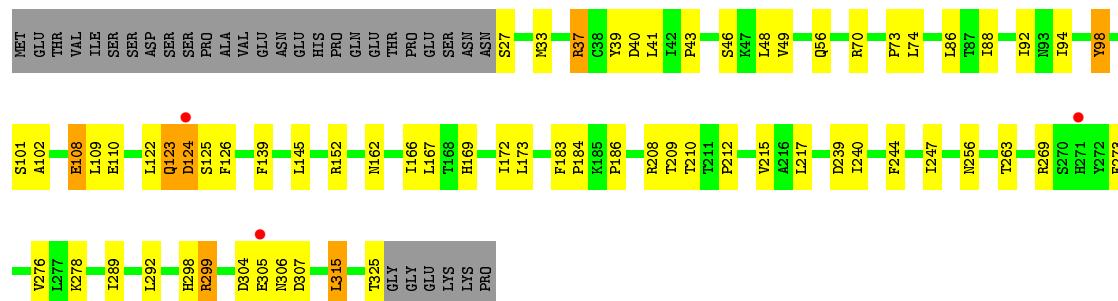 MET GLU THR VAL ILE SER SER ASP SER SER PRO ALA VAL GLU ASN GLU HIS PRO GLN GLU THR PRO GLU SER ASN ASN S27 M33 R37 C38 Y39 D40 L41 I42 P43 S46 K47 L48 V49 Q56 R70 P73 L74 L86 T87 I88 I92 N93 I94 Y98
S101 A102 E108 L109 E110 L122 Q123 D124 S125 F126 F139 L145 R152 N162 I166 L167 T168 H169 I172 L173 F183 P184 K185 P186 R208 T209 T210 T211 P212 V215 A216 L217 D239 I240 F244 I247 N256 T263 R269 S270 H271 Y272
V276 L277 K278 I289 L292 H298 R299 D304 E305 N306 D307 L315 T325 GLY GLY GLU LYS LYS PRO